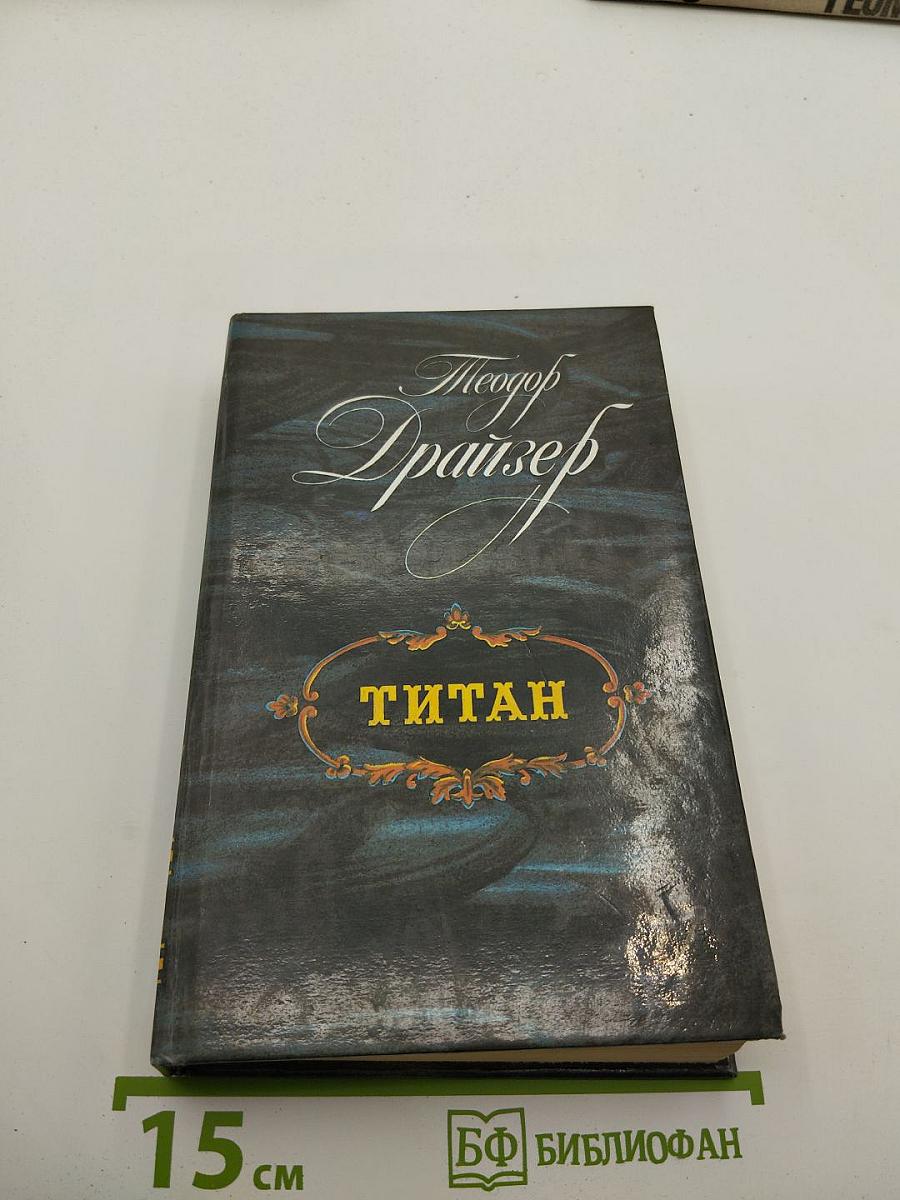 Теодор
Драйзер
ТИТАН
15 см
БФ БИБЛИОФАН